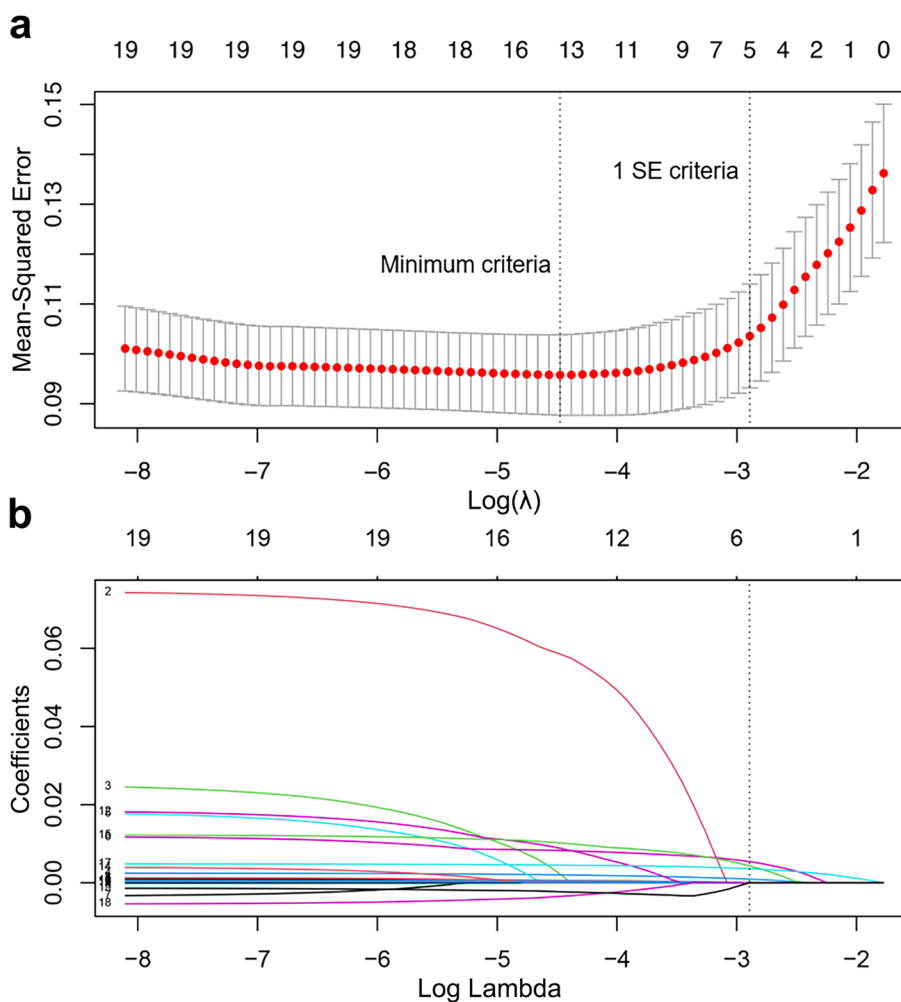 a
19 19 19 19 19 18 18 16 13 11 9 7 5 4 2 1 0
0.15
0.13
0.11
0.09
Mean-Squared Error
1 SE criteria
Minimum criteria
−8 −7 −6 −5 −4 −3 −2
Log(λ)
b
19 19 19 16 12 6 1
0.06
0.04
0.02
0.00
Coefficients
2
3
17
18
−8 −7 −6 −5 −4 −3 −2
Log Lambda